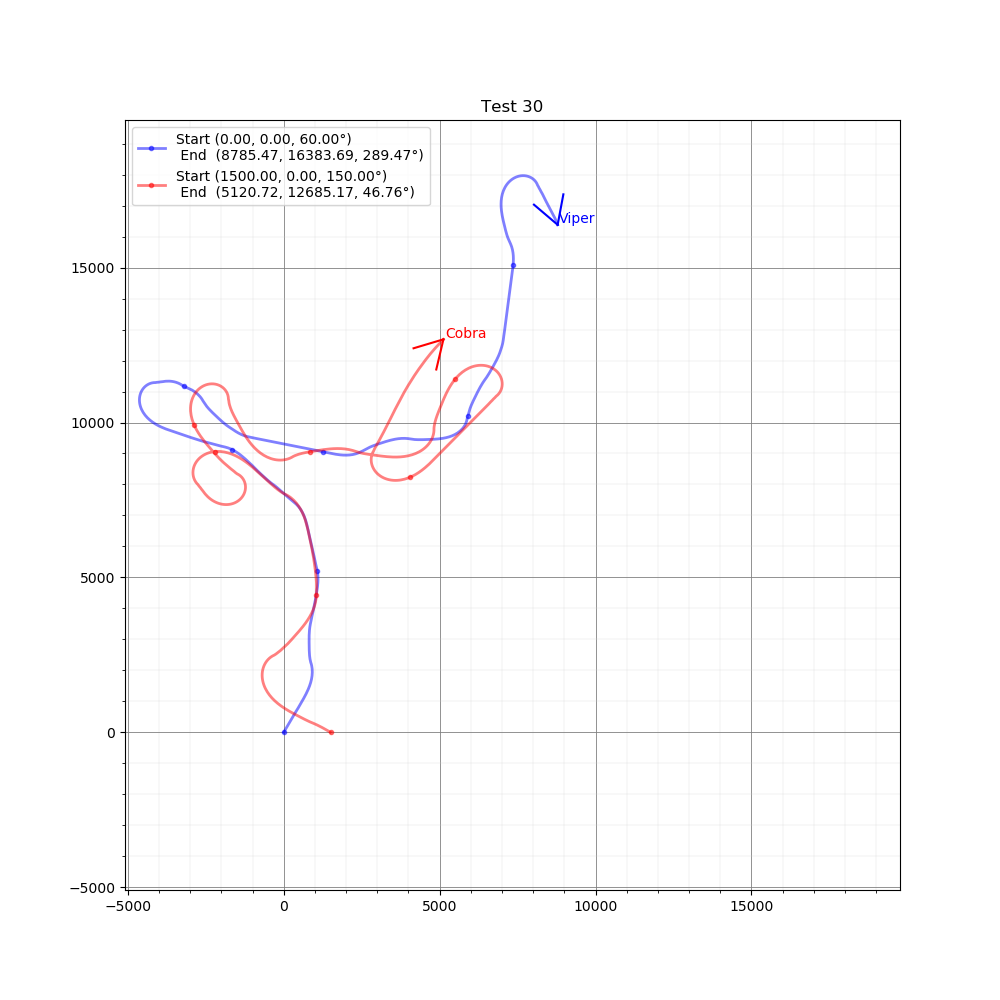 Test 30
Start (0.00, 0.00, 60.00°)
End  (8785.47, 16383.69, 289.47°)
Start (1500.00, 0.00, 150.00°)
End  (5120.72, 12685.17, 46.76°)
Viper
Cobra
15000
10000
5000
0
−5000
−5000 0 5000 10000 15000